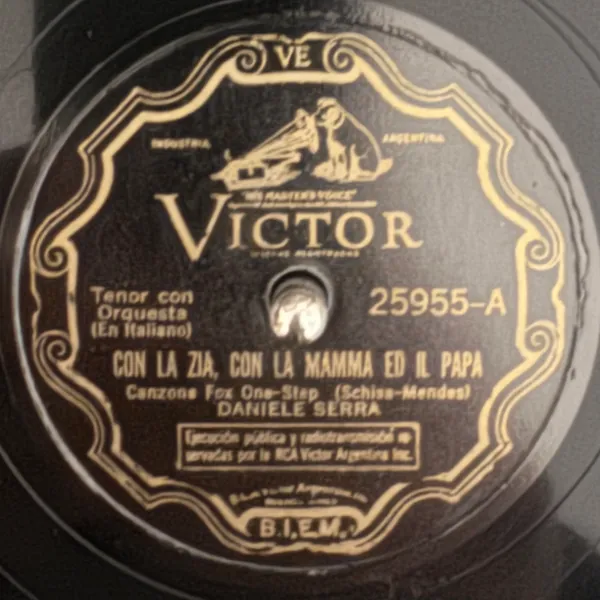 VE
INDUSTRIA ARGENTINA
"HIS MASTER'S VOICE"
VICTOR
Tenor con
Orquesta
(En Italiano)
25955-A
CON LA ZIA, CON LA MAMMA ED IL PAPA
Canzone Fox One-Step (Schisa-Mendes)
DANIELE SERRA
Ejecución pública y radiotransmisión re-
servadas por la RCA Victor Argentina Inc.
B.I.E.M.